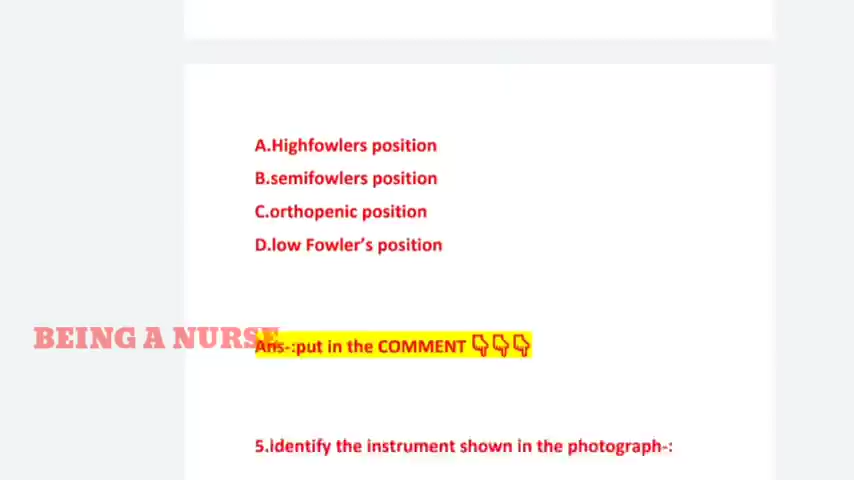 A.Highfowlers position
B.semifowlers position
C.orthopenic position
D.low Fowler's position
BEING A NURSE
Ans-:put in the COMMENT 👇👇👇
5.identify the instrument shown in the photograph-: